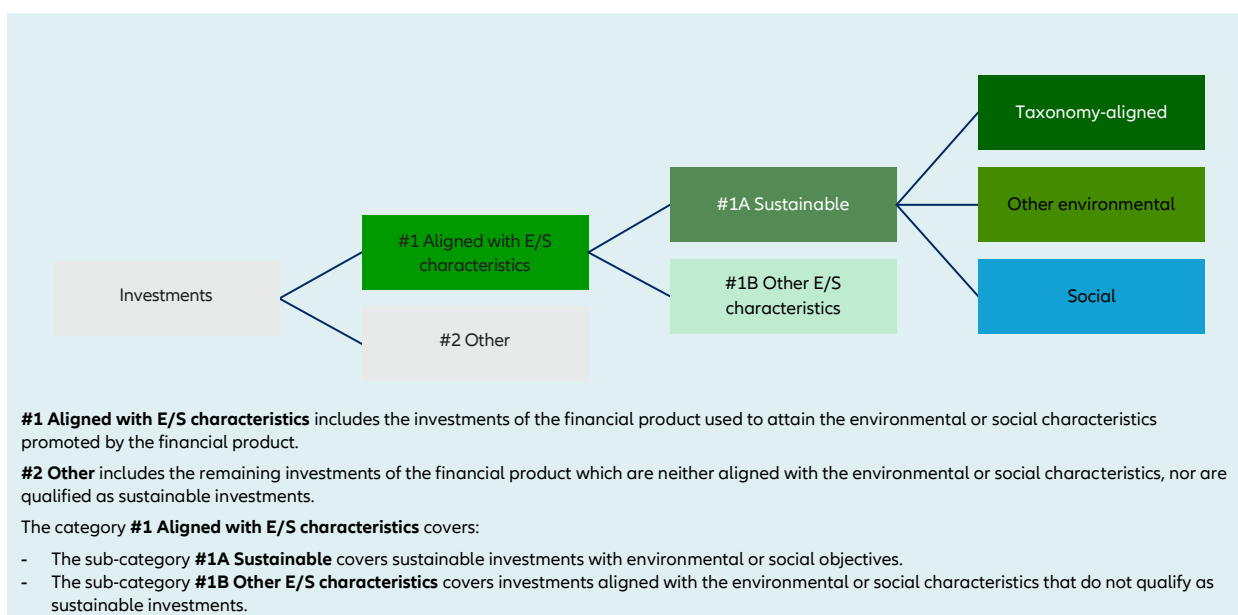 Taxonomy-aligned
#1A Sustainable
Other environmental
#1 Aligned with E/S
characteristics
Investments
#1B Other E/S
characteristics
Social
#2 Other
#1 Aligned with E/S characteristics includes the investments of the financial product used to attain the environmental or social characteristics
promoted by the financial product.
#2 Other includes the remaining investments of the financial product which are neither aligned with the environmental or social characteristics, nor are
qualified as sustainable investments.
The category #1 Aligned with E/S characteristics covers:
- The sub-category #1A Sustainable covers sustainable investments with environmental or social objectives.
- The sub-category #1B Other E/S characteristics covers investments aligned with the environmental or social characteristics that do not qualify as
sustainable investments.